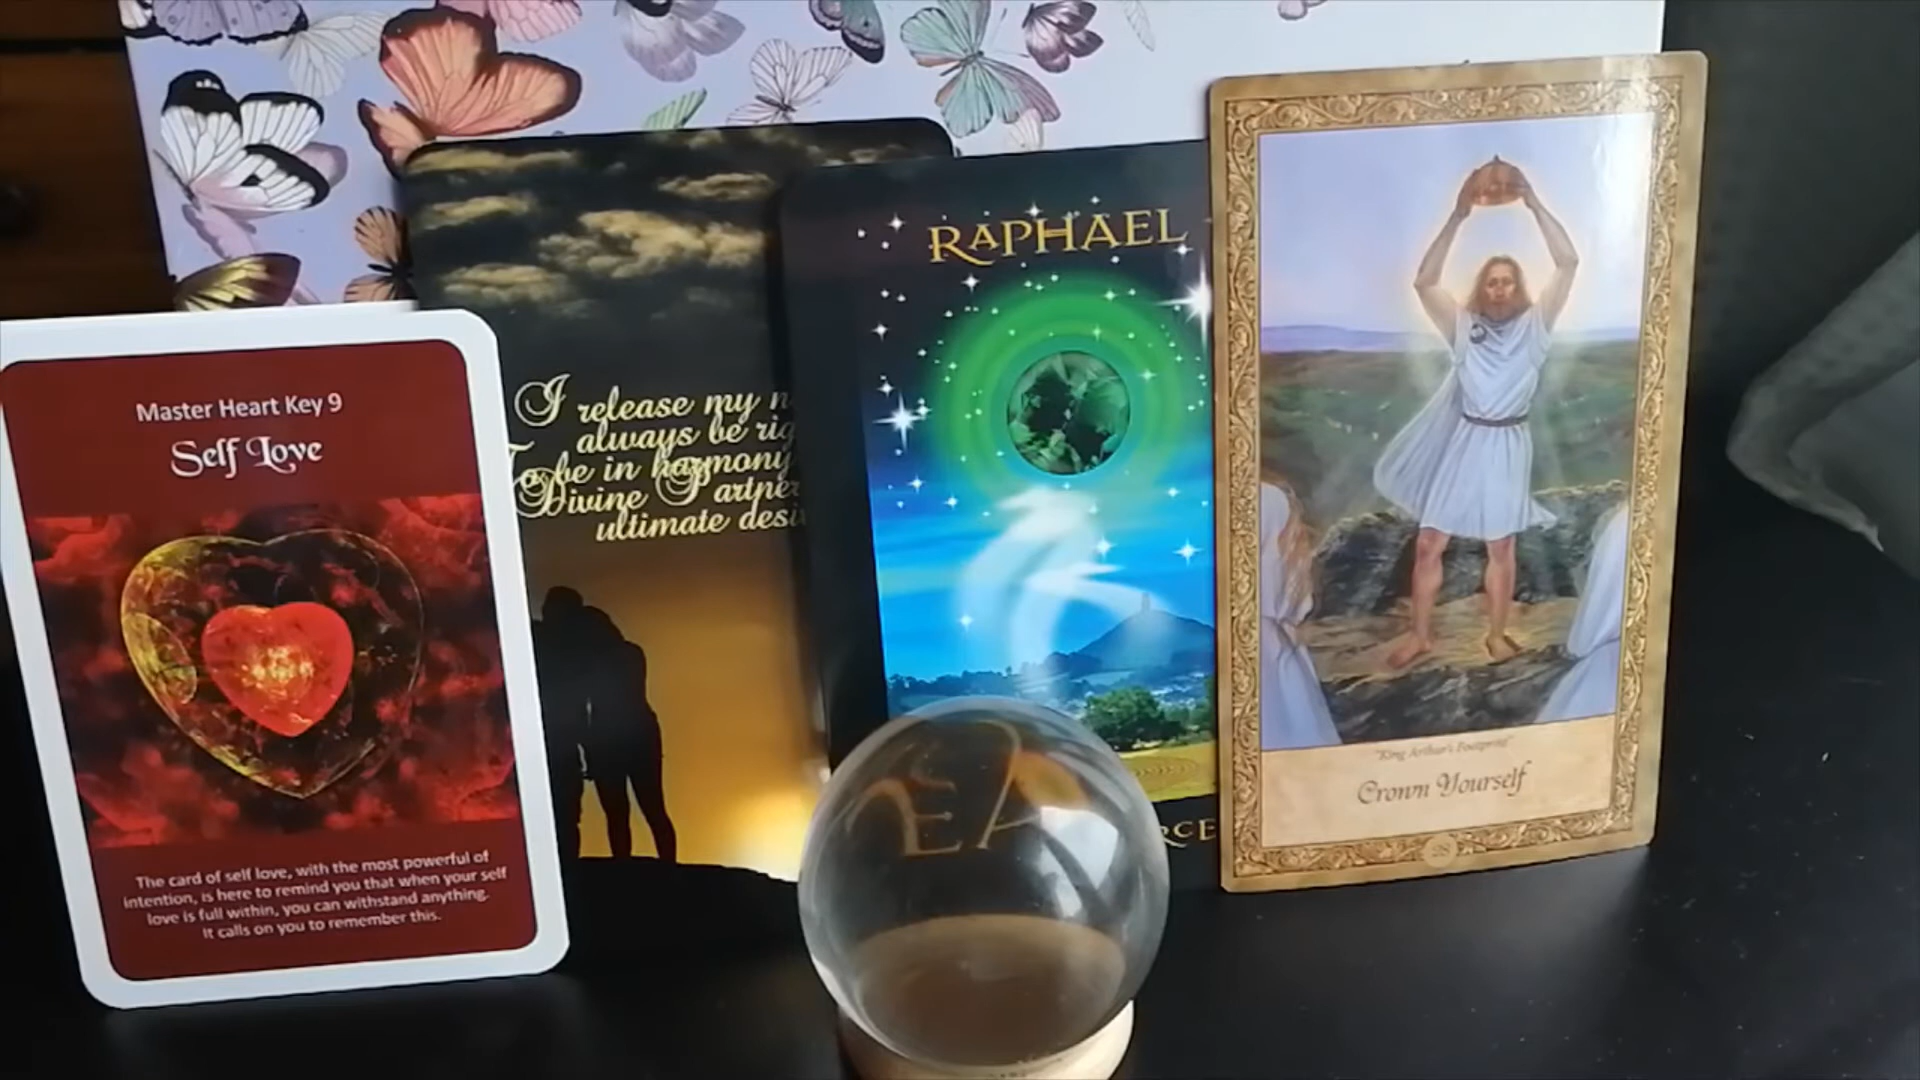 Master Heart Key 9
Self Love
The card of self love, with the most powerful of
intention, is here to remind you that when your self
love is full within, you can withstand anything.
It calls on you to remember this.
I release my n
always be rig
To be in harmony
Divine Partner
ultimate desi
RAPHAEL
RCE
"King Arthur's Footprint"
Crown Yourself
28